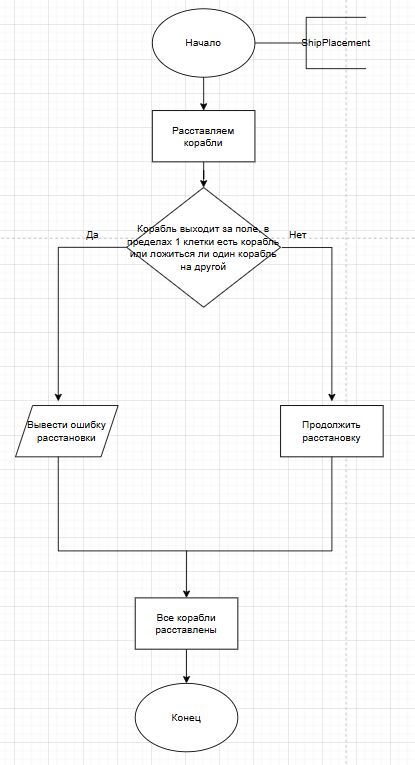 Начало
ShipPlacement
Расставляем
корабли
Корабль выходит за поле, в
пределах 1 клетки есть корабль
или ложиться ли один корабль
на другой
Да
Нет
Вывести ошибку
расстановки
Продолжить
расстановку
Все корабли
расставлены
Конец